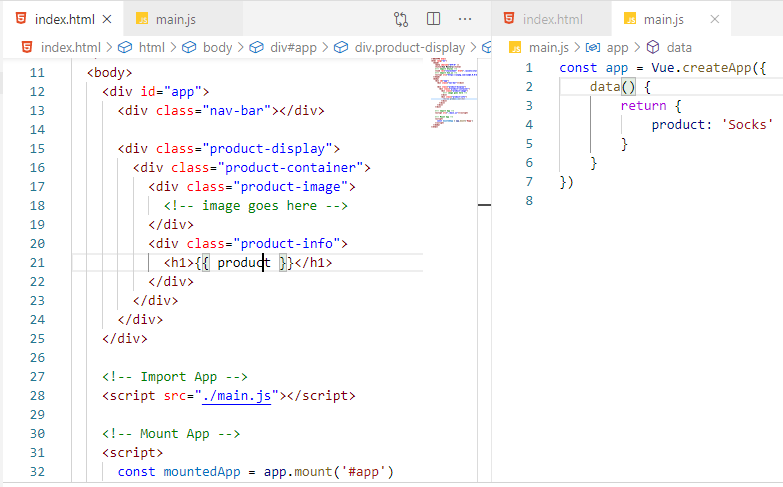 index.html
main.js
index.html
main.js
index.html > html > body > div#app > div.product-display >
main.js > app > data
11 <body>
12 <div id="app">
13 <div class="nav-bar"></div>
14
15 <div class="product-display">
16 <div class="product-container">
17 <div class="product-image">
18 <!-- image goes here -->
19 </div>
20 <div class="product-info">
21 <h1>{{ product }}</h1>
22 </div>
23 </div>
24 </div>
25 </div>
26
27 <!-- Import App -->
28 <script src="./main.js"></script>
29
30 <!-- Mount App -->
31 <script>
32 const mountedApp = app.mount('#app')
1 const app = Vue.createApp({
2 data() {
3 return {
4 product: 'Socks'
5 }
6 }
7 })
8